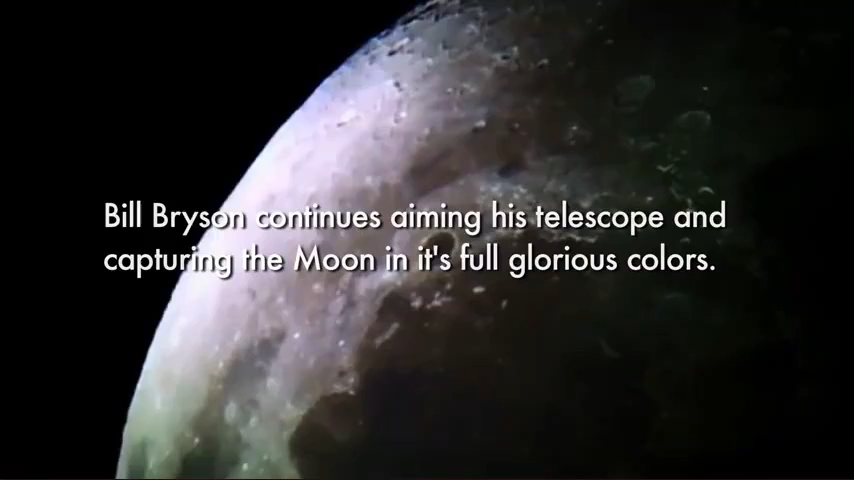 Bill Bryson continues aiming his telescope and
capturing the Moon in it's full glorious colors.